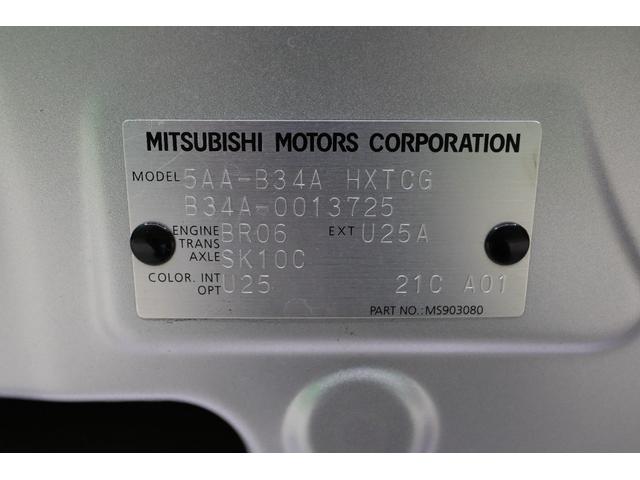 MITSUBISHI MOTORS CORPORATION
MODEL 5AA-B34A HXTCG
B34A-0013725
ENGINE BR06 EXT U25A
TRANS
AXLE SK10C
COLOR. INT U25
OPT 21C A01
PART NO.: MS903080